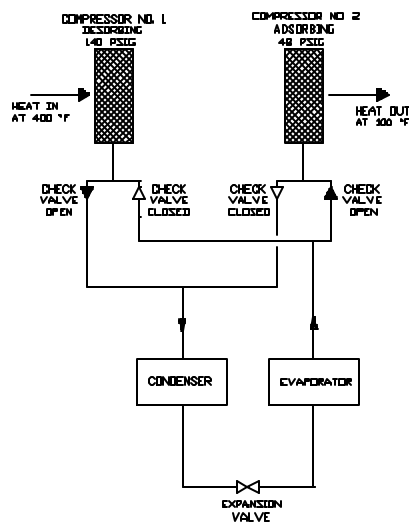 COMPRESSOR NO. 1
DESORBING
140 PSIG
COMPRESSOR NO 2
ADSORBING
48 PSIG
HEAT IN
AT 400 °F
HEAT OUT
AT 100 °F
CHECK
VALVE
OPEN
CHECK
VALVE
CLOSED
CHECK
VALVE
CLOSED
CHECK
VALVE
OPEN
CONDENSER
EVAPORATOR
EXPANSION
VALVE